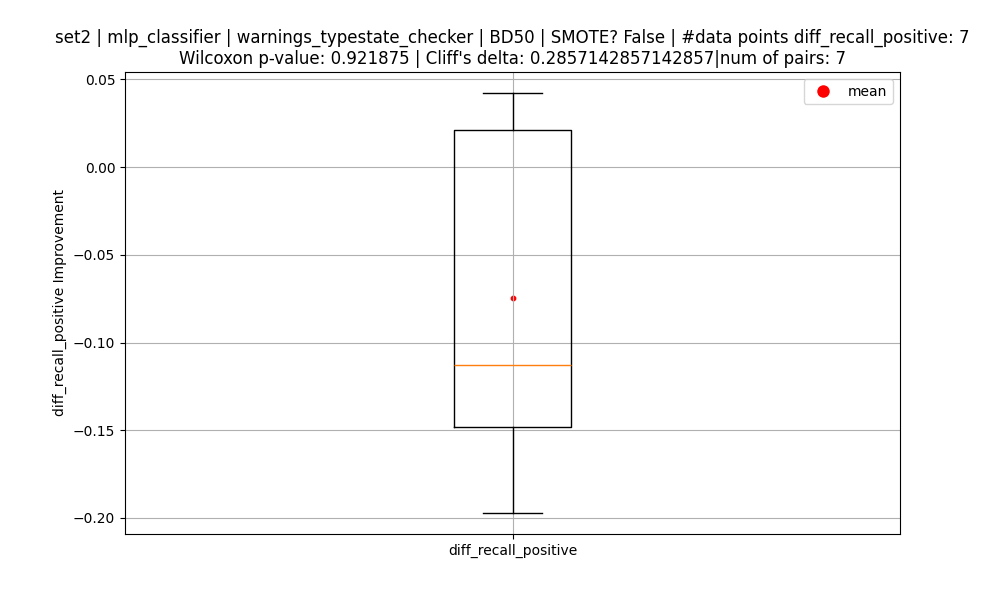 set2 | mlp_classifier | warnings_typestate_checker | BD50 | SMOTE? False | #data points diff_recall_positive: 7
Wilcoxon p-value: 0.921875 | Cliff's delta: 0.2857142857142857|num of pairs: 7
mean
0.05
0.00
−0.05
−0.10
−0.15
−0.20
diff_recall_positive Improvement
diff_recall_positive